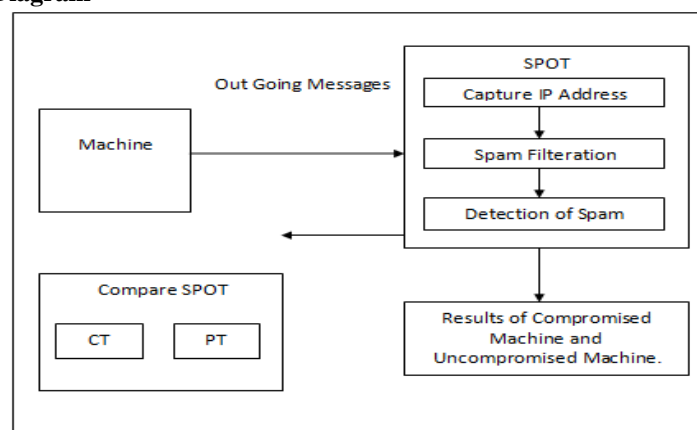 SPOT
Out Going Messages
Capture IP Address
Machine
Spam Filteration
Detection of Spam
Compare SPOT
CT PT
Results of Compromised
Machine and
Uncompromised Machine.